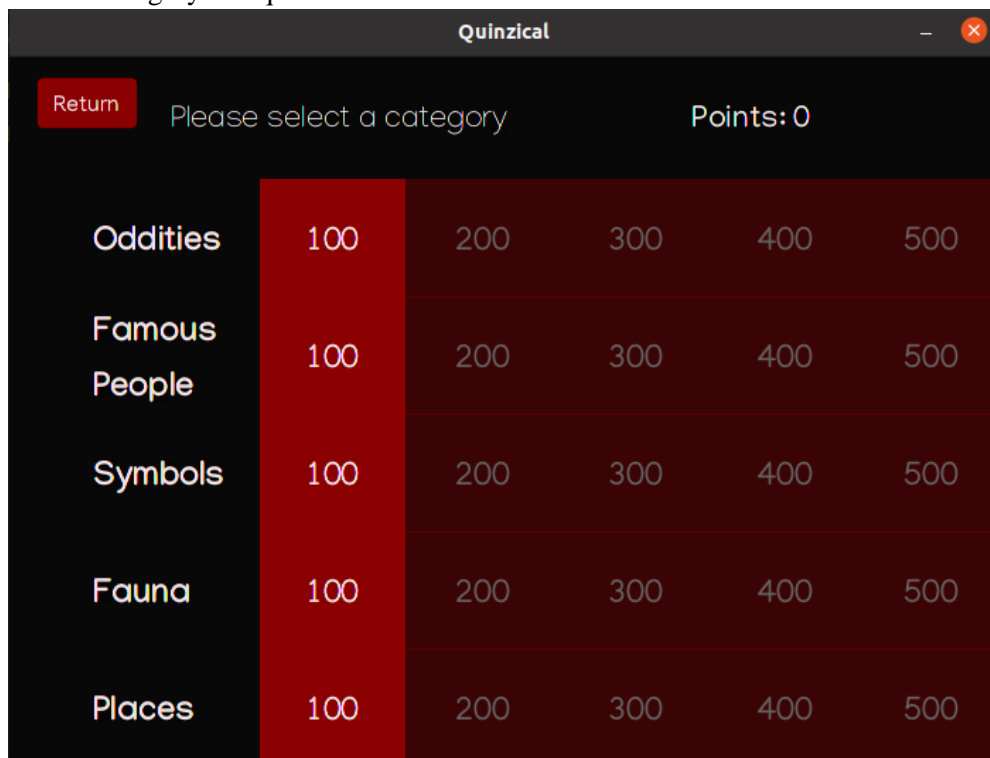 Quinzical
Return Please select a category Points: 0
Oddities 100 200 300 400 500
Famous
People 100 200 300 400 500
Symbols 100 200 300 400 500
Fauna 100 200 300 400 500
Places 100 200 300 400 500